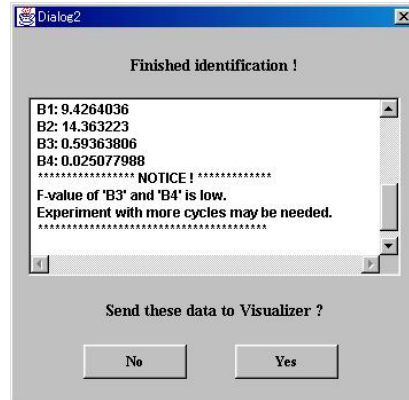 Dialog2
Finished identification !
B1: 9.4264036
B2: 14.363223
B3: 0.59363806
B4: 0.025077988
***************** NOTICE ! *************
F-value of 'B3' and 'B4' is low.
Experiment with more cycles may be needed.
***************************************
Send these data to Visualizer ?
No Yes